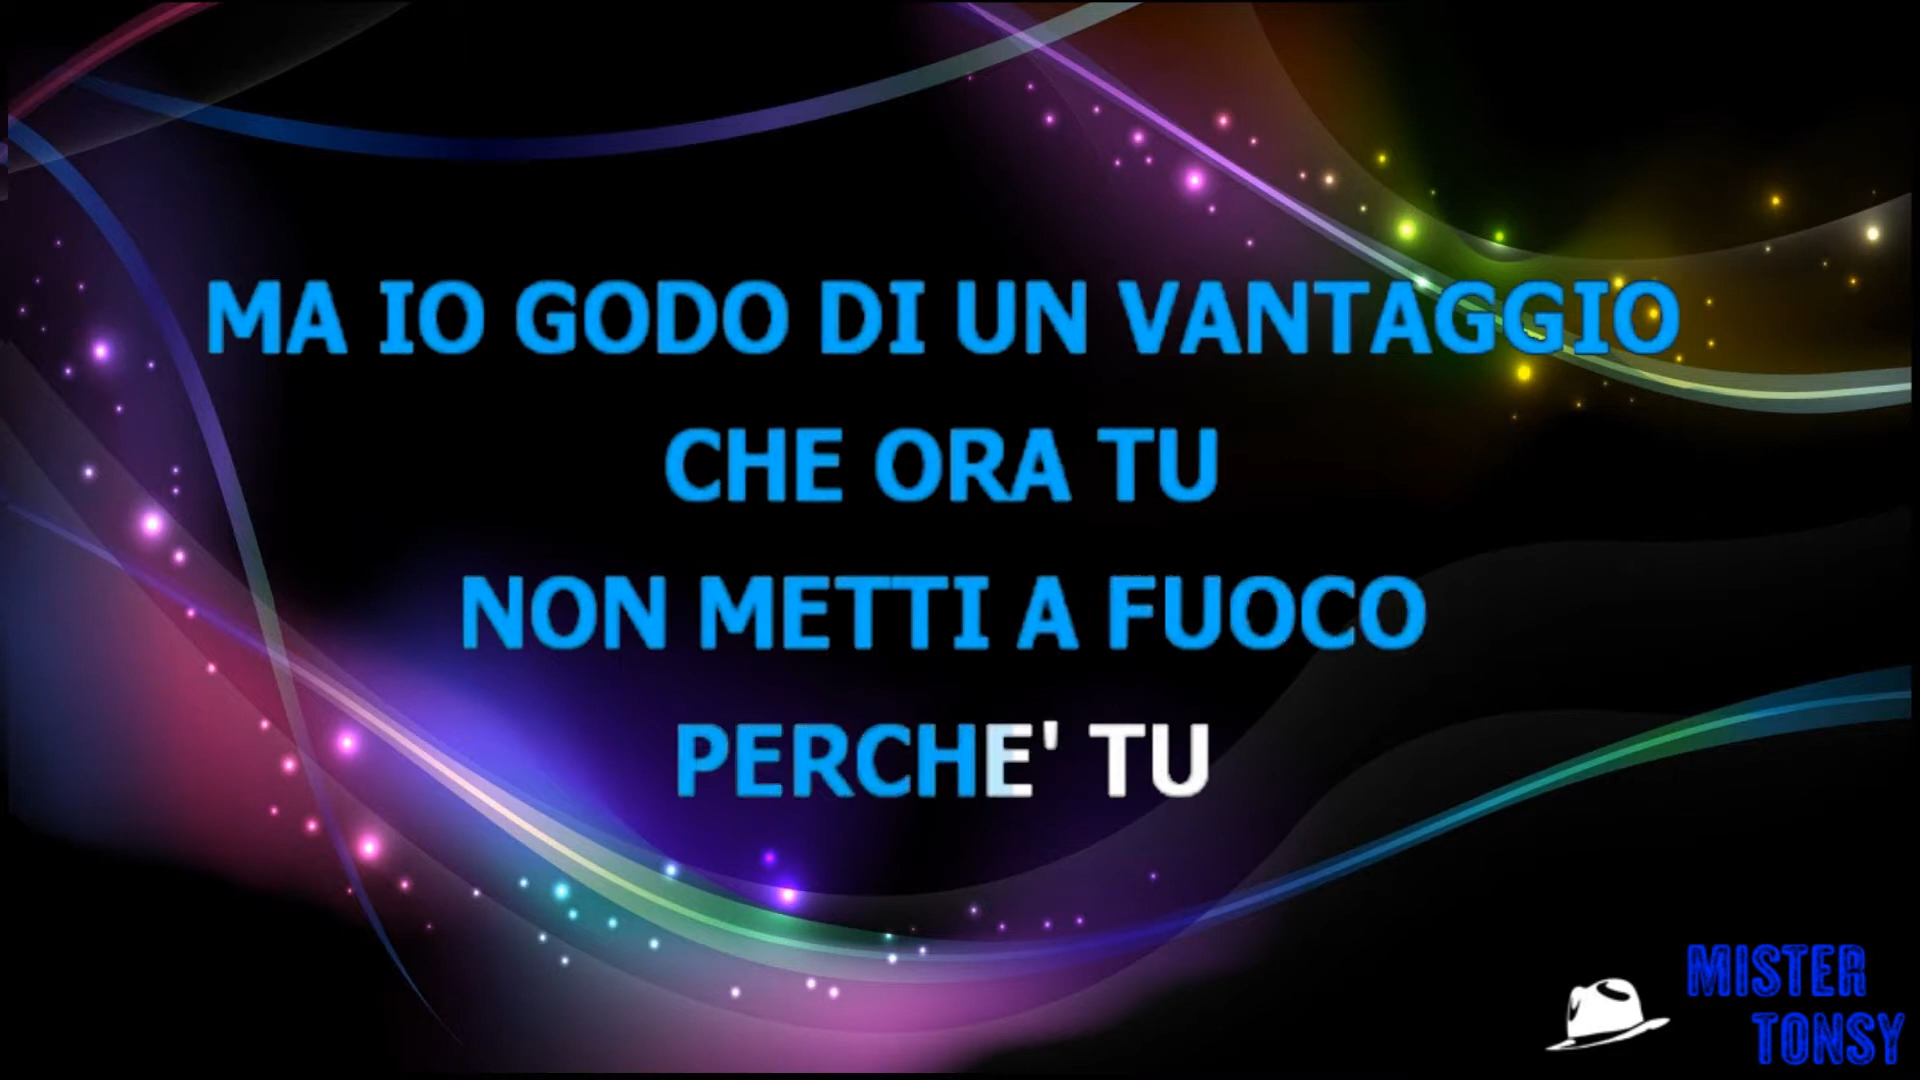 MA IO GODO DI UN VANTAGGIO
CHE ORA TU
NON METTI A FUOCO
PERCHE' TU
MISTER
TONSY